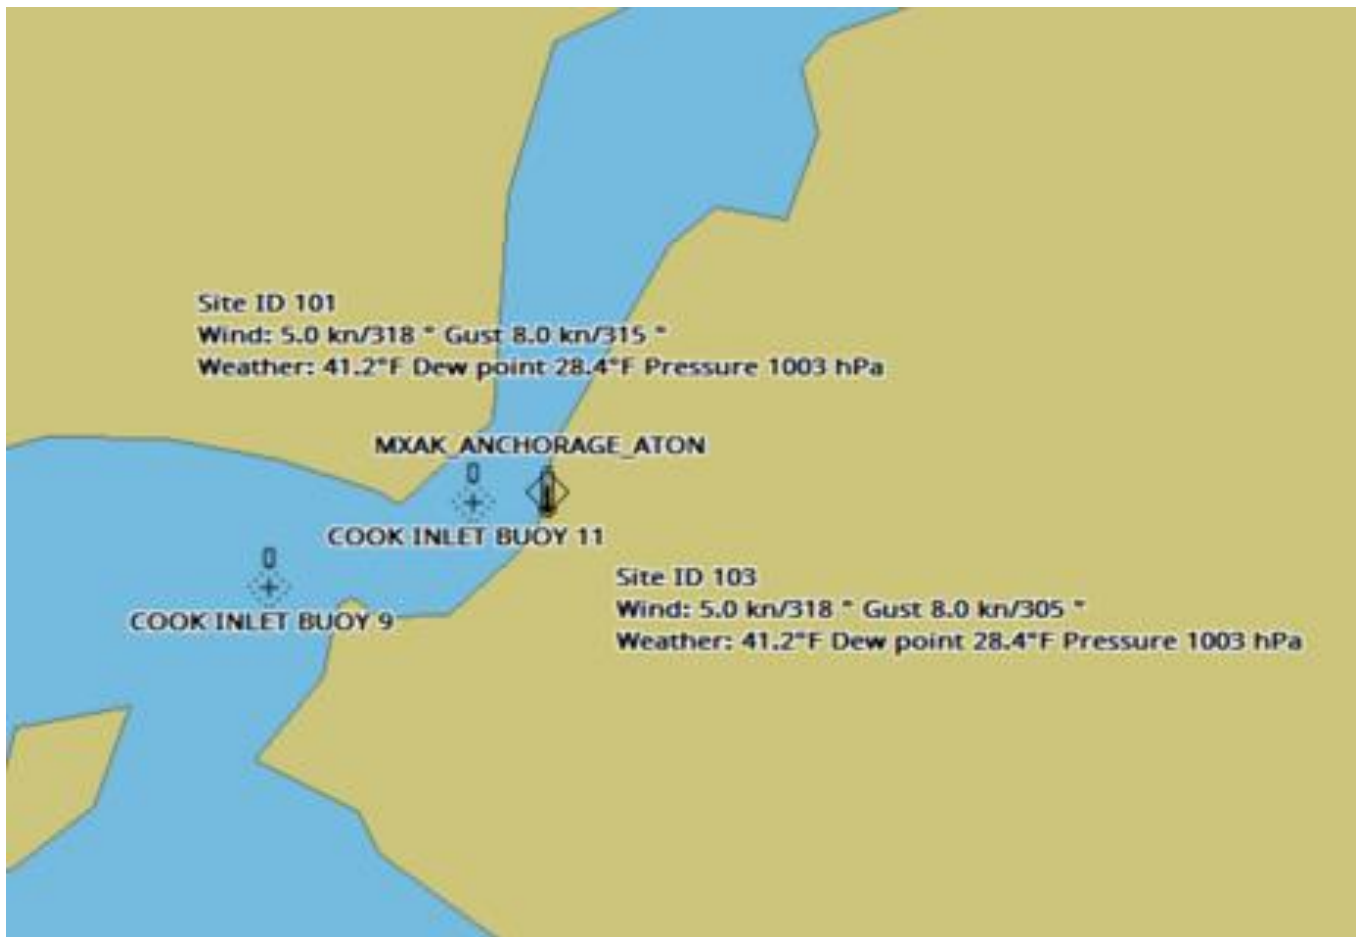 Site ID 101
Wind: 5.0 kn/318 ° Gust 8.0 kn/315 °
Weather: 41.2°F Dew point 28.4°F Pressure 1003 hPa
MXAK_ANCHORAGE_ATON
COOK INLET BUOY 11
Site ID 103
Wind: 5.0 kn/318 ° Gust 8.0 kn/305 °
Weather: 41.2°F Dew point 28.4°F Pressure 1003 hPa
COOK INLET BUOY 9